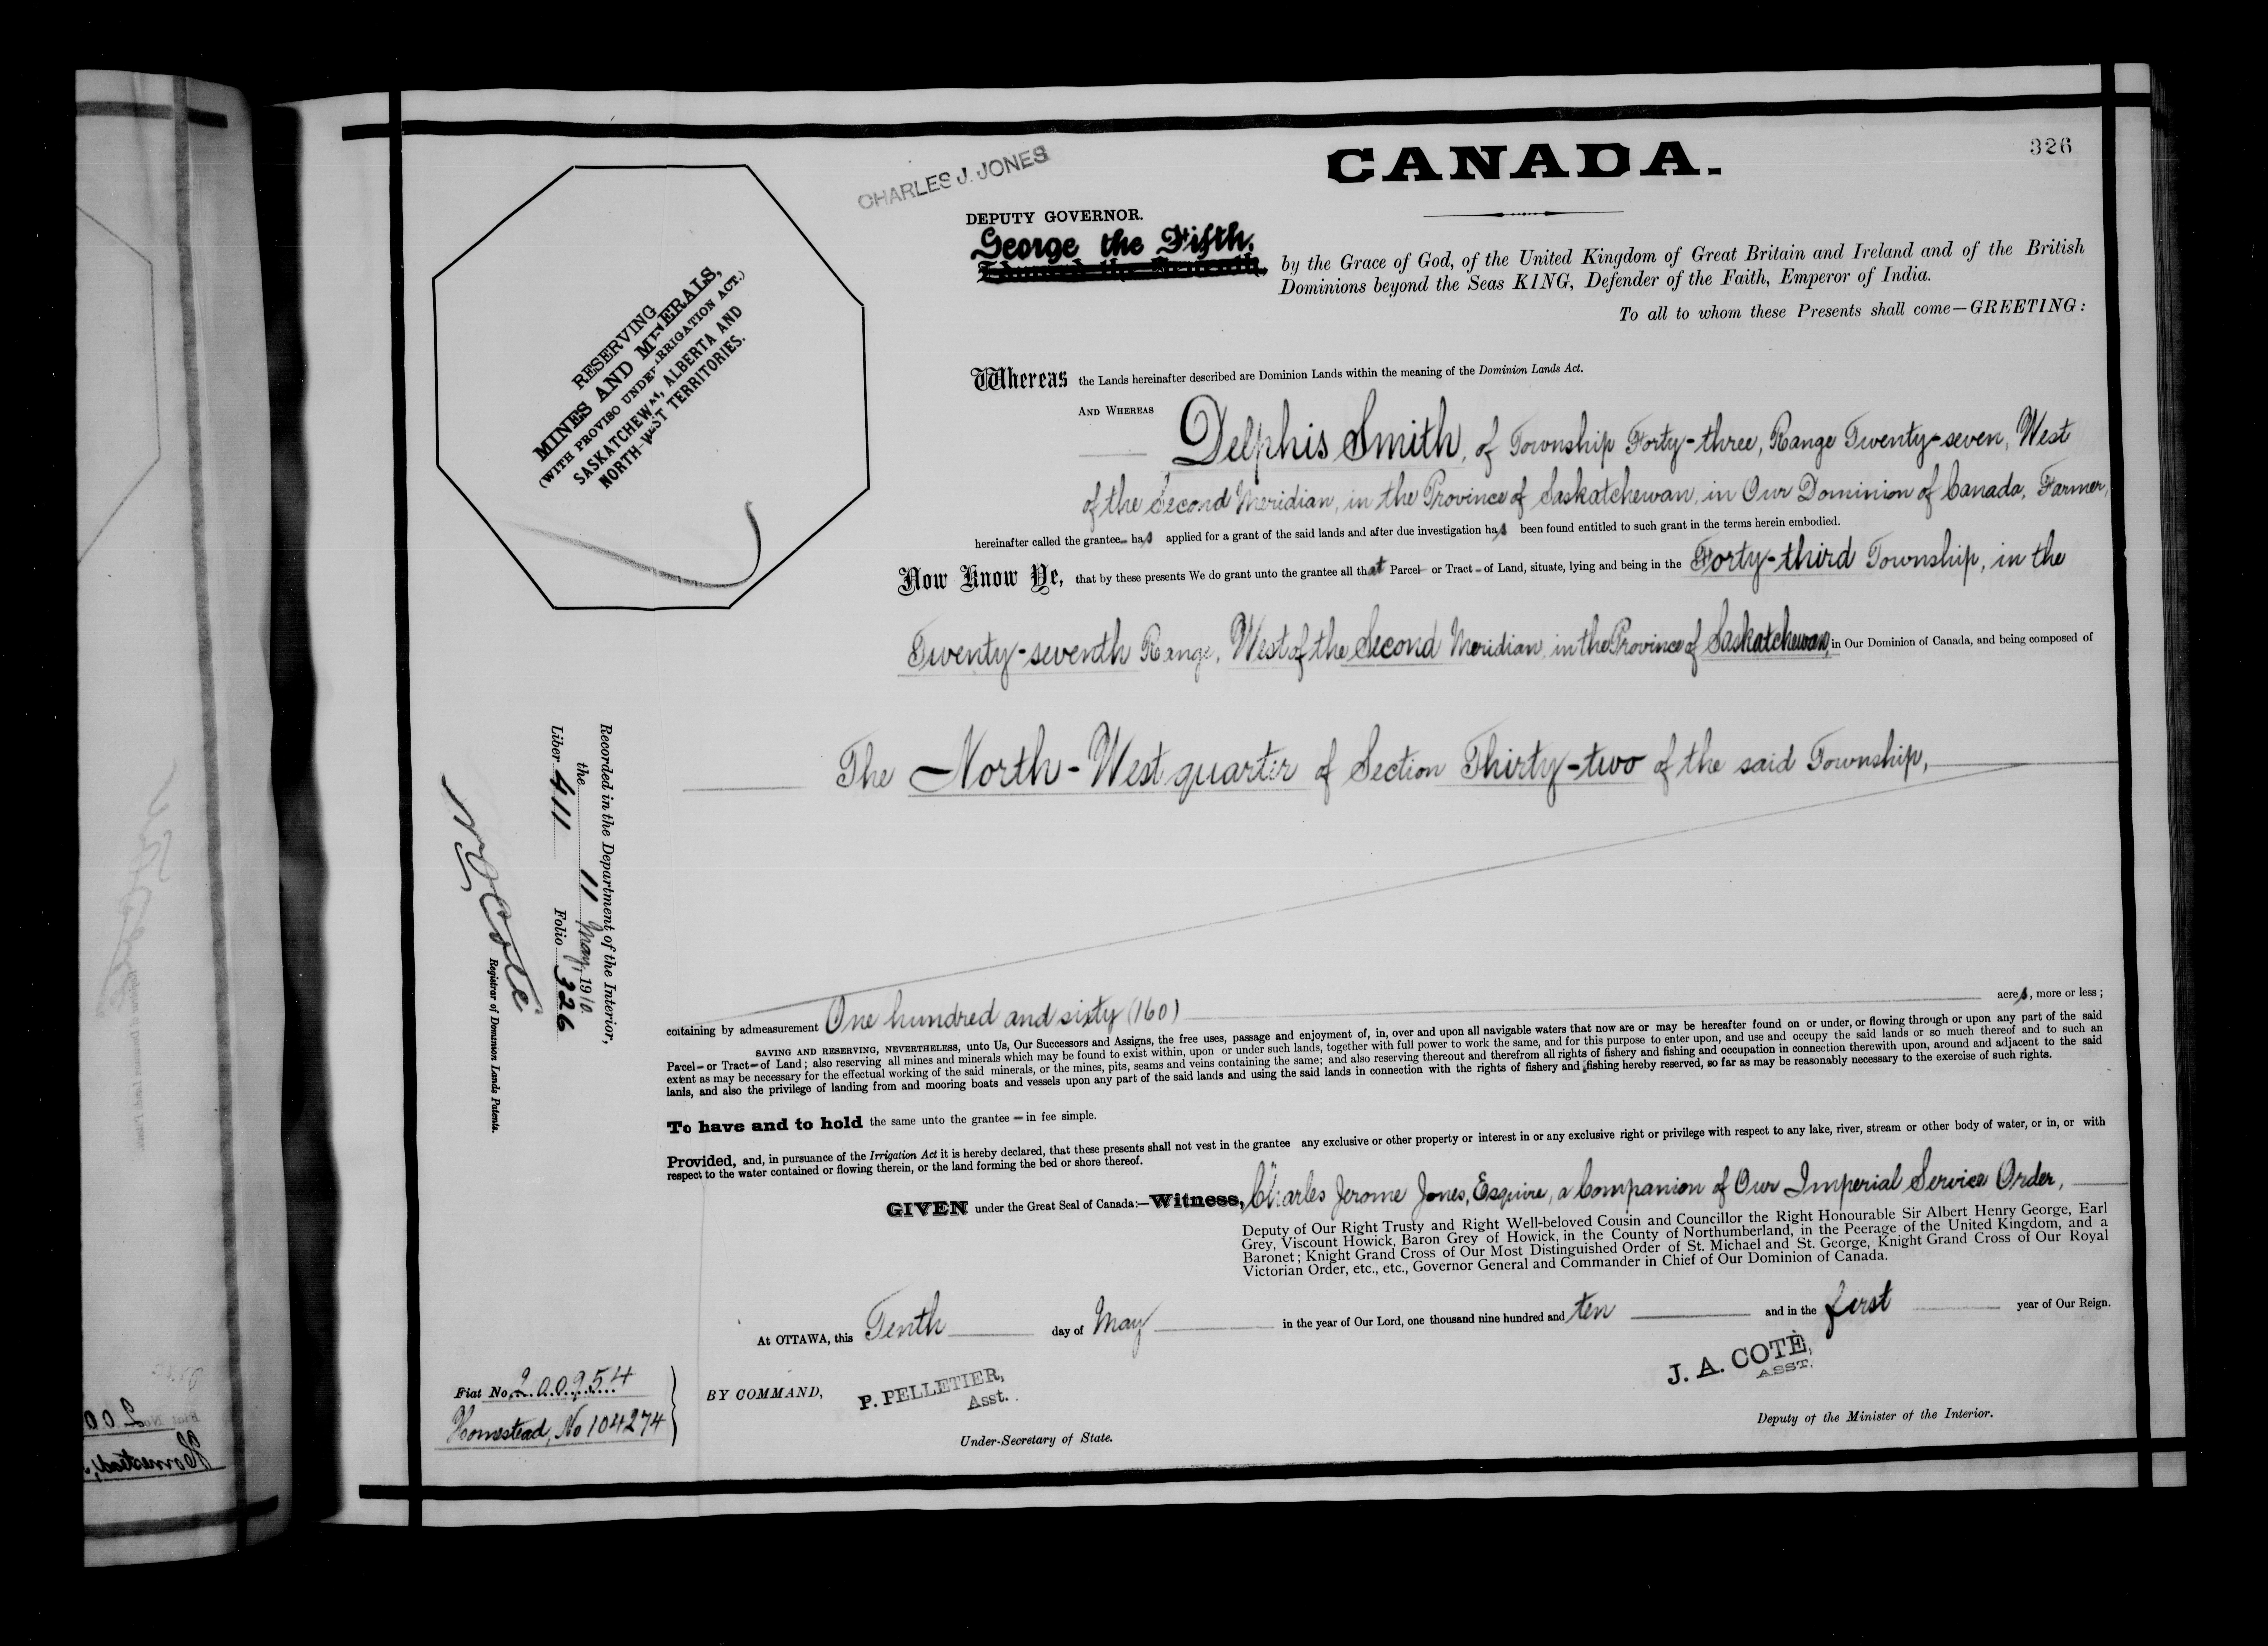 326
CANADA.
CHARLES J. JONES
DEPUTY GOVERNOR.
George the Fifth,
Edward the Seventh,
by the Grace of God, of the United Kingdom of Great Britain and Ireland and of the British
Dominions beyond the Seas KING, Defender of the Faith, Emperor of India.
To all to whom these Presents shall come—GREETING:
RESERVING
MINES AND MINERALS,
(WITH PROVISO UNDER IRRIGATION ACT.)
SASKATCHEWAN, ALBERTA AND
NORTH-WEST TERRITORIES.
Whereas the Lands hereinafter described are Dominion Lands within the meaning of the Dominion Lands Act.
AND WHEREAS
Delphis Smith, of Township Forty-three, Range Twenty-seven, West
of the Second Meridian, in the Province of Saskatchewan, in Our Dominion of Canada, Farmer,
hereinafter called the grantee has applied for a grant of the said lands and after due investigation has been found entitled to such grant in the terms herein embodied.
Now Know Ye, that by these presents We do grant unto the grantee all that Parcel or Tract of Land, situate, lying and being in the Forty-third Township, in the
Twenty-seventh Range, West of the Second Meridian, in the Province of Saskatchewan, in Our Dominion of Canada, and being composed of
The North-West quarter of Section Thirty-two of the said Township,
Recorded in the Department of the Interior,
the 11 May, 1910.
Liber 411 Folio 326
N O Coté
Registrar of Dominion Lands Patents.
containing by admeasurement One hundred and sixty (160) acres, more or less;
SAVING AND RESERVING, NEVERTHELESS, unto Us, Our Successors and Assigns, the free uses, passage and enjoyment of, in, over and upon all navigable waters that now are or may be hereafter found on or under, or flowing through or upon any part of the said
Parcel or Tract of Land; also reserving all mines and minerals which may be found to exist within, upon or under such lands, together with full power to work the same, and for this purpose to enter upon, and use and occupy the said lands or so much thereof and to such an
extent as may be necessary for the effectual working of the said minerals, or the mines, pits, seams and veins containing the same; and also reserving thereout and therefrom all rights of fishery and fishing and occupation in connection therewith upon, around and adjacent to the said
lands, and also the privilege of landing from and mooring boats and vessels upon any part of the said lands and using the said lands in connection with the rights of fishery and fishing hereby reserved, so far as may be reasonably necessary to the exercise of such rights.
To have and to hold the same unto the grantee in fee simple.
Provided, and, in pursuance of the Irrigation Act it is hereby declared, that these presents shall not vest in the grantee any exclusive or other property or interest in or any exclusive right or privilege with respect to any lake, river, stream or other body of water, or in, or with
respect to the water contained or flowing therein, or the land forming the bed or shore thereof.
GIVEN under the Great Seal of Canada:—Witness, Charles Jerome Jones, Esquire, a Companion of Our Imperial Service Order,
Deputy of Our Right Trusty and Right Well-beloved Cousin and Councillor the Right Honourable Sir Albert Henry George, Earl
Grey, Viscount Howick, Baron Grey of Howick, in the County of Northumberland, in the Peerage of the United Kingdom, and a
Baronet; Knight Grand Cross of Our Most Distinguished Order of St. Michael and St. George, Knight Grand Cross of Our Royal
Victorian Order, etc., etc., Governor General and Commander in Chief of Our Dominion of Canada.
At OTTAWA, this Tenth day of May in the year of Our Lord, one thousand nine hundred and ten and in the first year of Our Reign.
Fiat No. 200954
Homestead, No 104274
BY COMMAND,
P. PELLETIER,
Asst.
Under-Secretary of State.
J. A. COTÉ,
ASST.
Deputy of the Minister of the Interior.